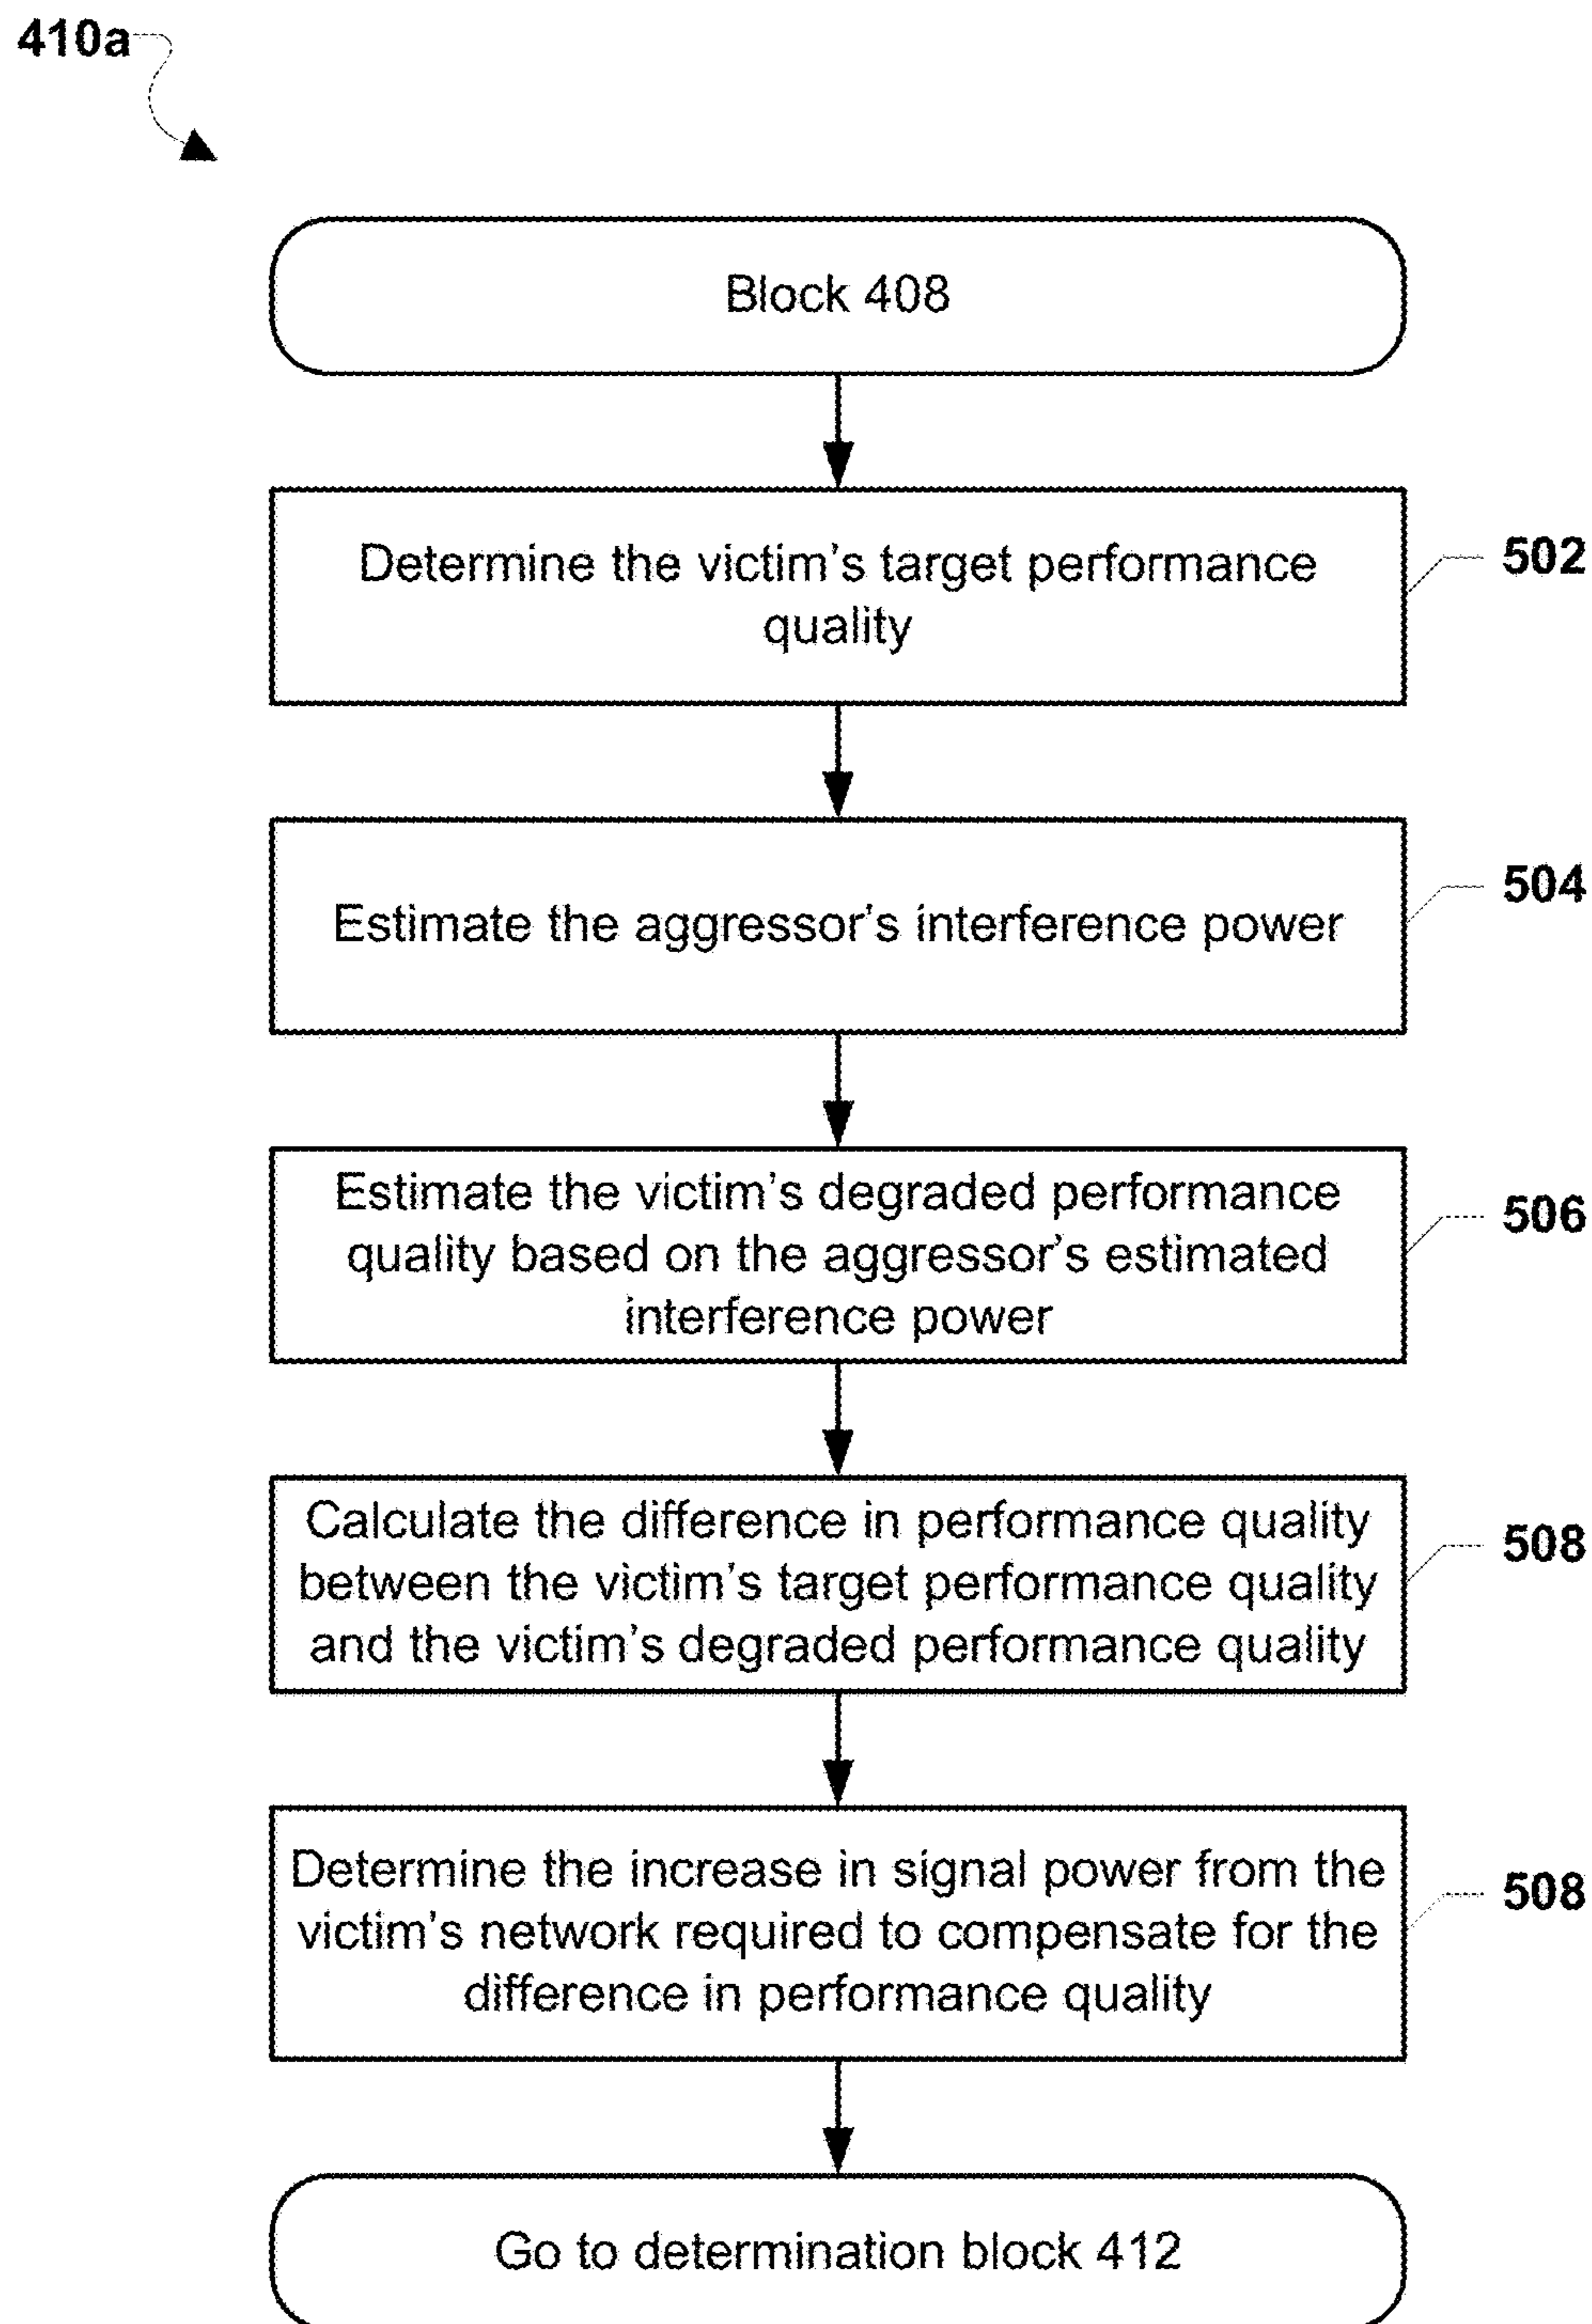 410a
Block 408
Determine the victim's target performance
quality
502
Estimate the aggressor's interference power
504
Estimate the victim's degraded performance
quality based on the aggressor's estimated
interference power
506
Calculate the difference in performance quality
between the victim's target performance quality
and the victim's degraded performance quality
508
Determine the increase in signal power from the
victim's network required to compensate for the
difference in performance quality
508
Go to determination block 412